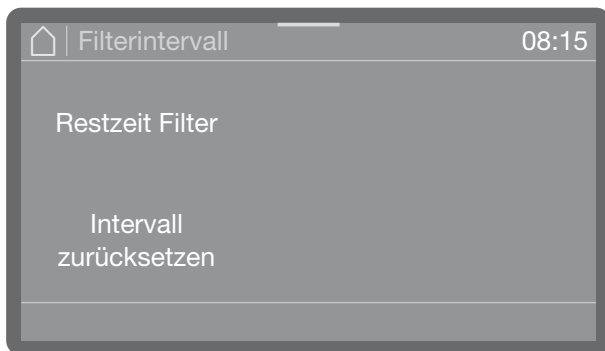 Filterintervall
08:15
Restzeit Filter
Intervall
zurücksetzen